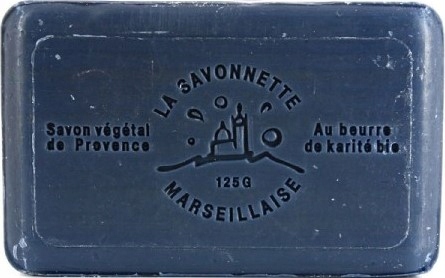 LA SAVONNETTE
Savon végétal
de Provence
Au beurre
de karité bio
125G
MARSEILLAISE